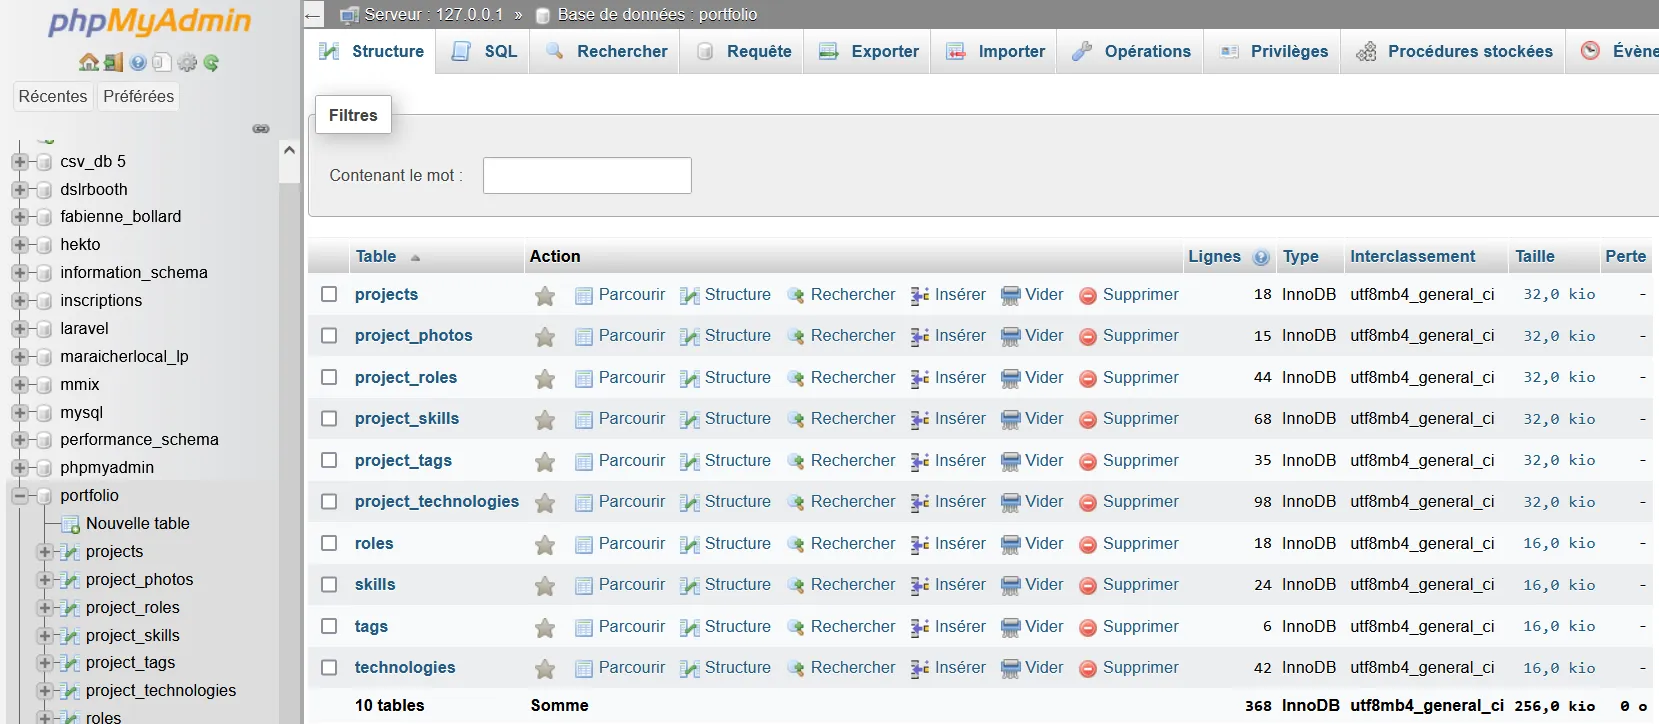 phpMyAdmin
Récentes Préférées
csv_db 5
dslrbooth
fabienne_bollard
hekto
information_schema
inscriptions
laravel
maraicherlocal_lp
mmix
mysql
performance_schema
phpmyadmin
portfolio
Nouvelle table
projects
project_photos
project_roles
project_skills
project_tags
project_technologies
roles
Serveur : 127.0.0.1 » Base de données : portfolio
Structure SQL Rechercher Requête Exporter Importer Opérations Privilèges Procédures stockées Évène
Filtres
Contenant le mot :
Table Action Lignes Type Interclassement Taille Perte
projects Parcourir Structure Rechercher Insérer Vider Supprimer 18 InnoDB utf8mb4_general_ci 32,0 kio -
project_photos Parcourir Structure Rechercher Insérer Vider Supprimer 15 InnoDB utf8mb4_general_ci 32,0 kio -
project_roles Parcourir Structure Rechercher Insérer Vider Supprimer 44 InnoDB utf8mb4_general_ci 32,0 kio -
project_skills Parcourir Structure Rechercher Insérer Vider Supprimer 68 InnoDB utf8mb4_general_ci 32,0 kio -
project_tags Parcourir Structure Rechercher Insérer Vider Supprimer 35 InnoDB utf8mb4_general_ci 32,0 kio -
project_technologies Parcourir Structure Rechercher Insérer Vider Supprimer 98 InnoDB utf8mb4_general_ci 32,0 kio -
roles Parcourir Structure Rechercher Insérer Vider Supprimer 18 InnoDB utf8mb4_general_ci 16,0 kio -
skills Parcourir Structure Rechercher Insérer Vider Supprimer 24 InnoDB utf8mb4_general_ci 16,0 kio -
tags Parcourir Structure Rechercher Insérer Vider Supprimer 6 InnoDB utf8mb4_general_ci 16,0 kio -
technologies Parcourir Structure Rechercher Insérer Vider Supprimer 42 InnoDB utf8mb4_general_ci 16,0 kio -
10 tables Somme 368 InnoDB utf8mb4_general_ci 256,0 kio 0 o